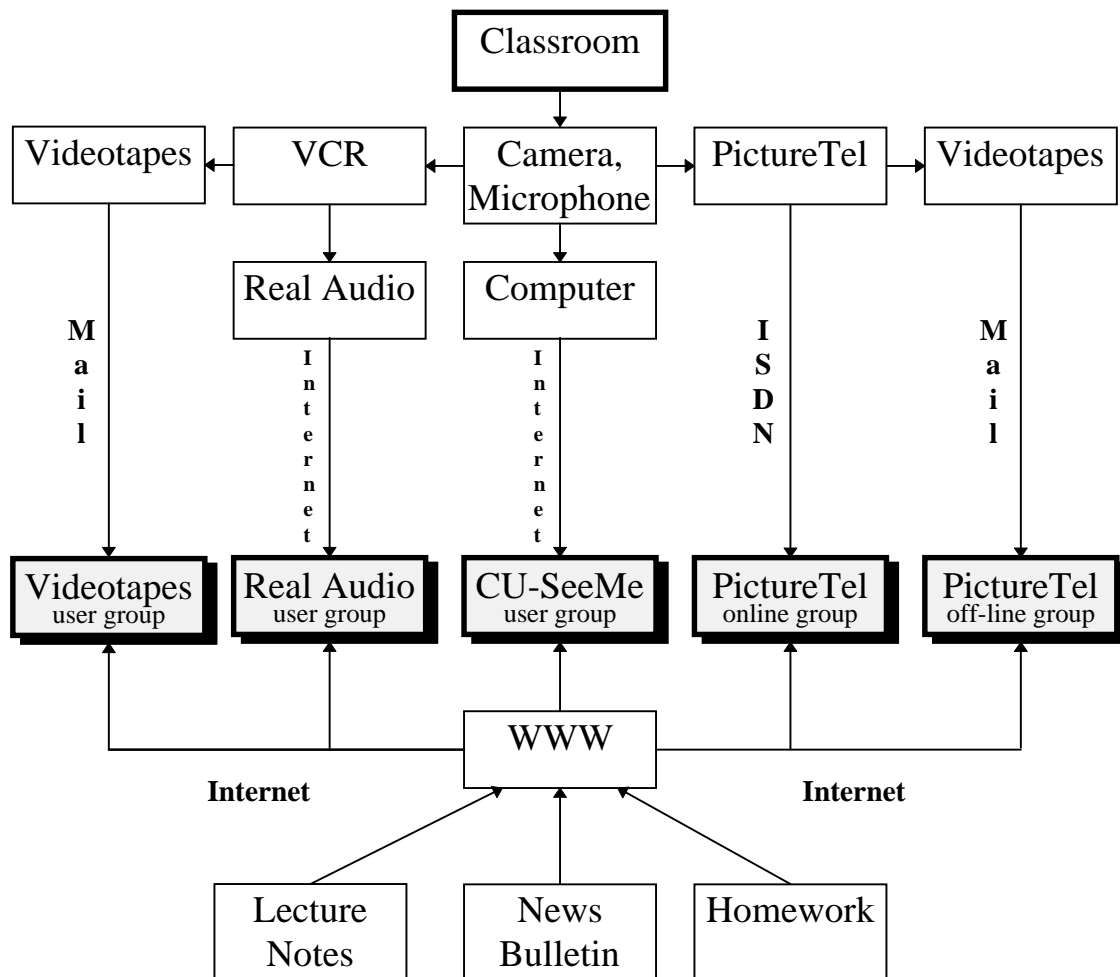 Classroom
Videotapes
VCR
Camera,
Microphone
PictureTel
Videotapes
Real Audio
Computer
Mail
Internet
Internet
ISDN
Mail
Videotapes
user group
Real Audio
user group
CU-SeeMe
user group
PictureTel
online group
PictureTel
off-line group
WWW
Internet
Internet
Lecture
Notes
News
Bulletin
Homework